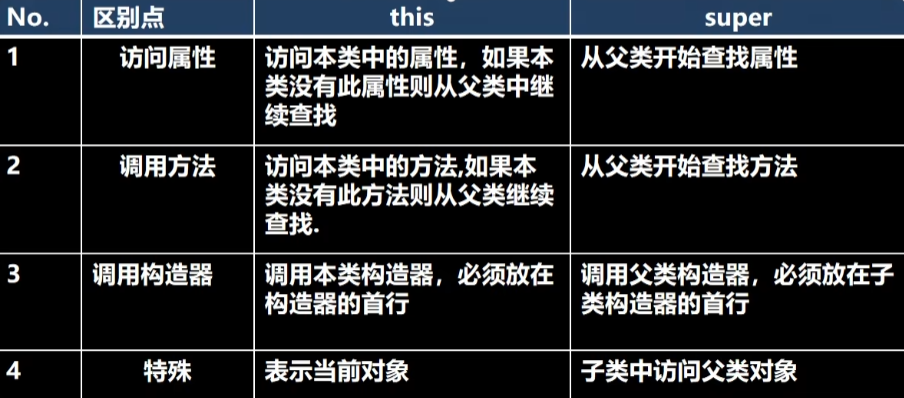 No. 区别点 this super
1 访问属性 访问本类中的属性，如果本类没有此属性则从父类中继续查找 从父类开始查找属性
2 调用方法 访问本类中的方法,如果本类没有此方法则从父类继续查找. 从父类开始查找方法
3 调用构造器 调用本类构造器，必须放在构造器的首行 调用父类构造器，必须放在子类构造器的首行
4 特殊 表示当前对象 子类中访问父类对象